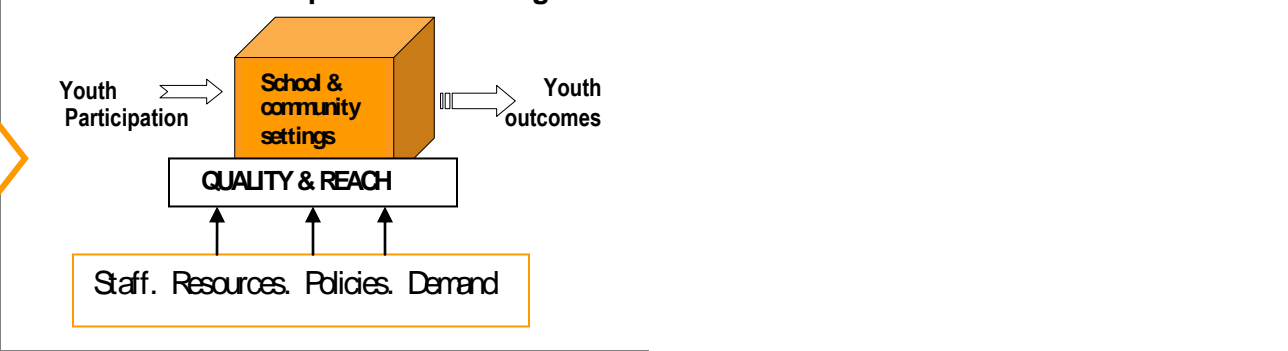 Youth
Participation
School &
community
settings
Youth
outcomes
QUALITY & REACH
Staff. Resources. Policies. Demand